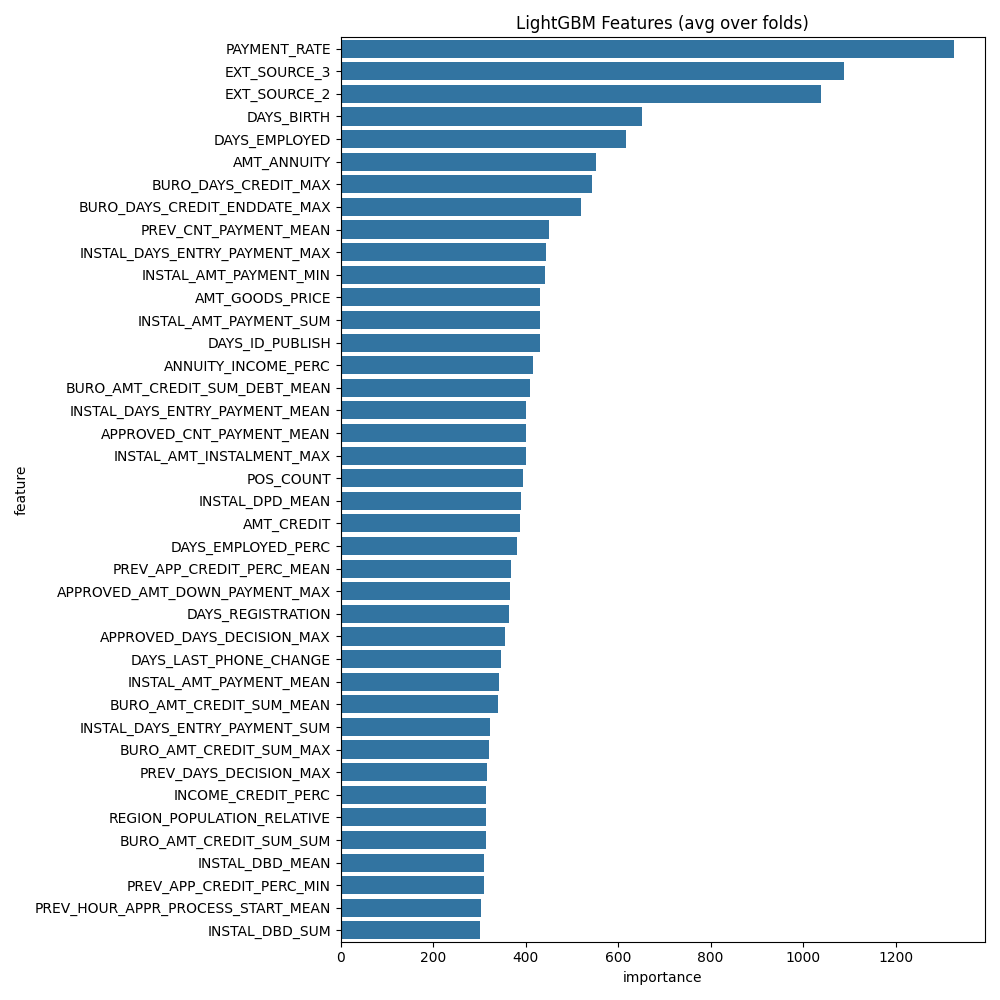 LightGBM Features (avg over folds)
PAYMENT_RATE
EXT_SOURCE_3
EXT_SOURCE_2
DAYS_BIRTH
DAYS_EMPLOYED
AMT_ANNUITY
BURO_DAYS_CREDIT_MAX
BURO_DAYS_CREDIT_ENDDATE_MAX
PREV_CNT_PAYMENT_MEAN
INSTAL_DAYS_ENTRY_PAYMENT_MAX
INSTAL_AMT_PAYMENT_MIN
AMT_GOODS_PRICE
INSTAL_AMT_PAYMENT_SUM
DAYS_ID_PUBLISH
ANNUITY_INCOME_PERC
BURO_AMT_CREDIT_SUM_DEBT_MEAN
INSTAL_DAYS_ENTRY_PAYMENT_MEAN
APPROVED_CNT_PAYMENT_MEAN
INSTAL_AMT_INSTALMENT_MAX
POS_COUNT
INSTAL_DPD_MEAN
AMT_CREDIT
DAYS_EMPLOYED_PERC
PREV_APP_CREDIT_PERC_MEAN
APPROVED_AMT_DOWN_PAYMENT_MAX
DAYS_REGISTRATION
APPROVED_DAYS_DECISION_MAX
DAYS_LAST_PHONE_CHANGE
INSTAL_AMT_PAYMENT_MEAN
BURO_AMT_CREDIT_SUM_MEAN
INSTAL_DAYS_ENTRY_PAYMENT_SUM
BURO_AMT_CREDIT_SUM_MAX
PREV_DAYS_DECISION_MAX
INCOME_CREDIT_PERC
REGION_POPULATION_RELATIVE
BURO_AMT_CREDIT_SUM_SUM
INSTAL_DBD_MEAN
PREV_APP_CREDIT_PERC_MIN
PREV_HOUR_APPR_PROCESS_START_MEAN
INSTAL_DBD_SUM
feature
0 200 400 600 800 1000 1200
importance